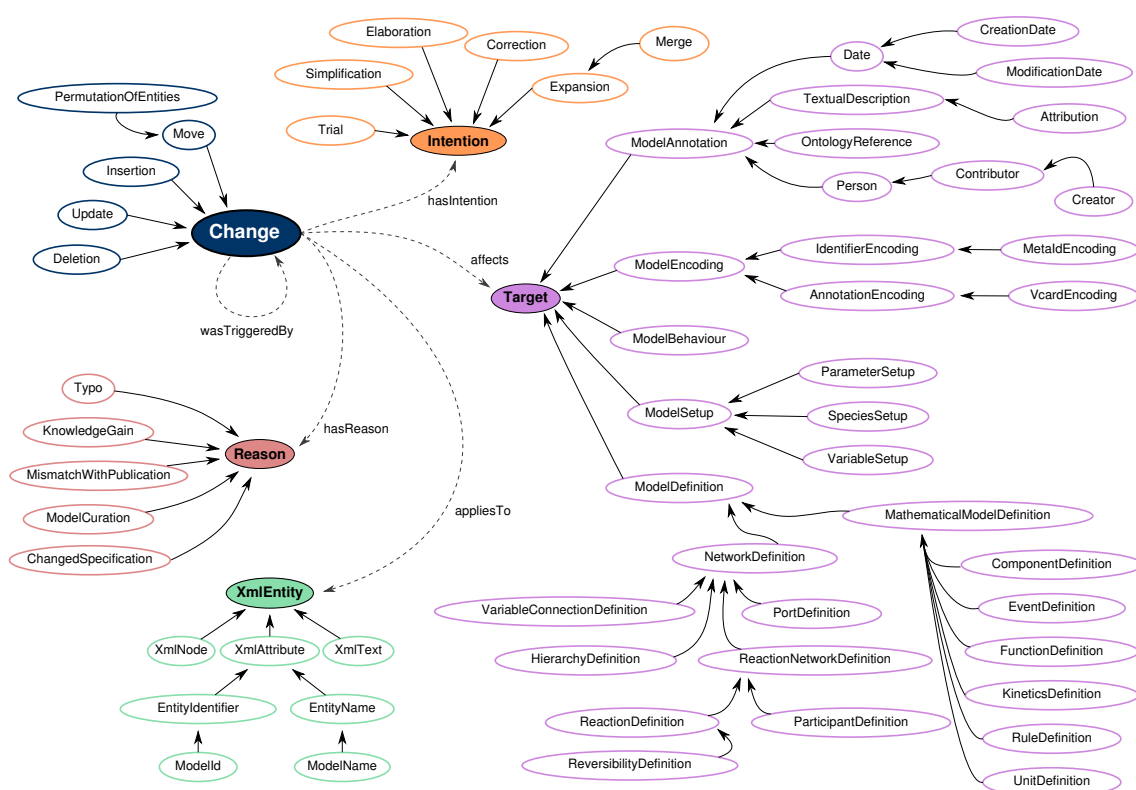 Elaboration
Correction
Merge
Simplification
Expansion
Trial
Intention
PermutationOfEntities
Move
Insertion
Update
Deletion
Change
hasIntention
affects
wasTriggeredBy
hasReason
appliesTo
Typo
KnowledgeGain
MismatchWithPublication
ModelCuration
ChangedSpecification
Reason
XmlEntity
XmlNode
XmlAttribute
XmlText
EntityIdentifier
EntityName
ModelId
ModelName
Target
CreationDate
Date
ModificationDate
TextualDescription
Attribution
ModelAnnotation
OntologyReference
Person
Contributor
Creator
ModelEncoding
IdentifierEncoding
MetaIdEncoding
AnnotationEncoding
VcardEncoding
ModelBehaviour
ModelSetup
ParameterSetup
SpeciesSetup
VariableSetup
ModelDefinition
MathematicalModelDefinition
NetworkDefinition
VariableConnectionDefinition
PortDefinition
HierarchyDefinition
ReactionNetworkDefinition
ReactionDefinition
ParticipantDefinition
ReversibilityDefinition
ComponentDefinition
EventDefinition
FunctionDefinition
KineticsDefinition
RuleDefinition
UnitDefinition